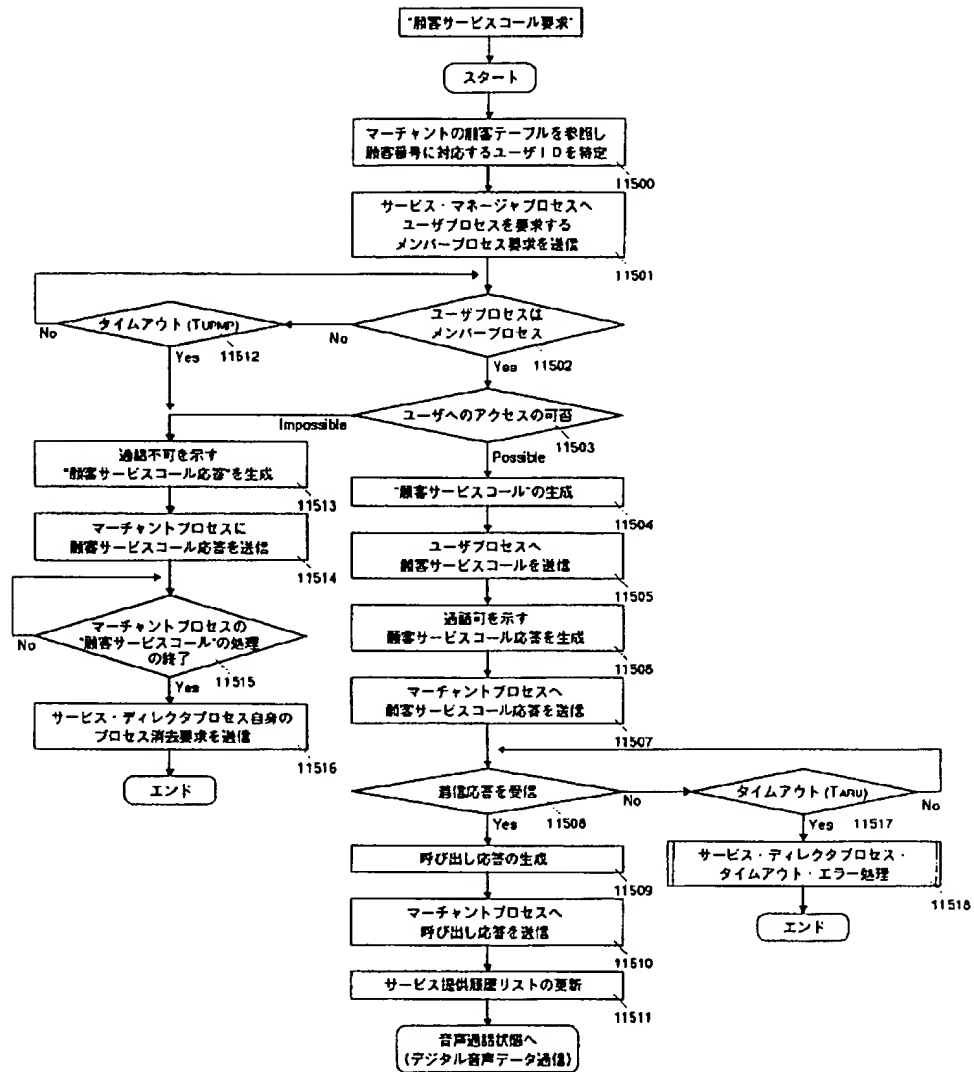 "顧客サービスコール要求"
スタート
マーチャントの顧客テーブルを参照し
顧客番号に対応するユーザIDを特定
11500
サービス・マネージャプロセスへ
ユーザプロセスを要求する
メンバープロセス要求を送信
11501
ユーザプロセスは
メンバープロセス
11502
No
Yes
タイムアウト (TUPMP)
11512
No
Yes
ユーザへのアクセスの可否
11503
Impossible
Possible
通話不可を示す
"顧客サービスコール応答"を生成
11513
マーチャントプロセスに
顧客サービスコール応答を送信
11514
マーチャントプロセスの
"顧客サービスコール"の処理
の終了
11515
No
Yes
サービス・ディレクタプロセス自身の
プロセス消去要求を送信
11516
エンド
"顧客サービスコール"の生成
11504
ユーザプロセスへ
顧客サービスコールを送信
11505
通話可を示す
顧客サービスコール応答を生成
11506
マーチャントプロセスへ
顧客サービスコール応答を送信
11507
着信応答を受信
11508
No
Yes
タイムアウト (TARU)
11517
No
Yes
サービス・ディレクタプロセス・
タイムアウト・エラー処理
11518
エンド
呼び出し応答の生成
11509
マーチャントプロセスへ
呼び出し応答を送信
11510
サービス提供履歴リストの更新
11511
音声通話状態へ
(デジタル音声データ通信)